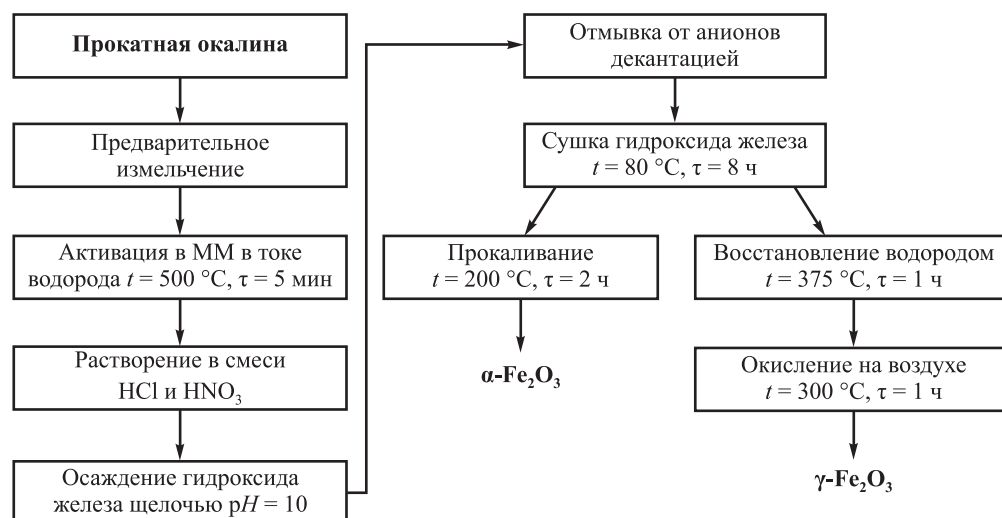 Прокатная окалина
Предварительное
измельчение
Активация в ММ в токе
водорода t = 500 °C, τ = 5 мин
Растворение в смеси
HCl и HNO₃
Осаждение гидроксида
железа щелочью pH = 10
Отмывка от анионов
декантацией
Сушка гидроксида железа
t = 80 °C, τ = 8 ч
Прокаливание
t = 200 °C, τ = 2 ч
α-Fe₂O₃
Восстановление водородом
t = 375 °C, τ = 1 ч
Окисление на воздухе
t = 300 °C, τ = 1 ч
γ-Fe₂O₃